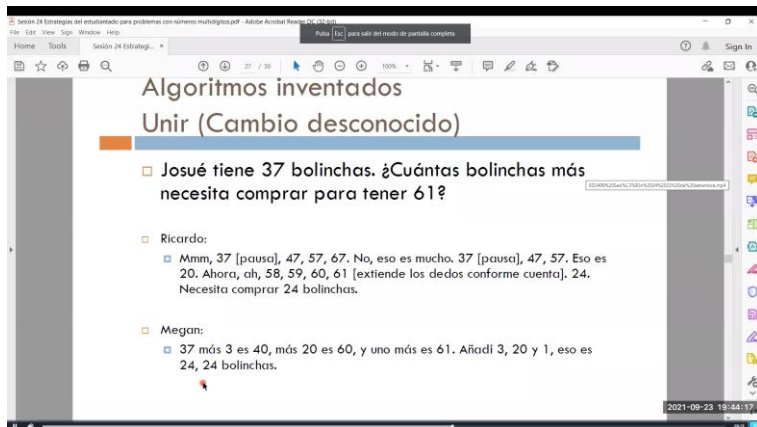 Sesión 24 Estrategias del estudiantado para problemas con números multidígitos.pdf - Adobe Acrobat Reader DC (32-bit)
File Edit View Sign Window Help
Pulsa Esc para salir del modo de pantalla completa
Home Tools Sesión 24 Estrategi... × Sign In
27 / 50 100%
Algoritmos inventados
Unir (Cambio desconocido)
Josué tiene 37 bolinchas. ¿Cuántas bolinchas más
necesita comprar para tener 61?
Ricardo:
Mmm, 37 [pausa], 47, 57, 67. No, eso es mucho. 37 [pausa], 47, 57. Eso es
20. Ahora, ah, 58, 59, 60, 61 [extiende los dedos conforme cuenta]. 24.
Necesita comprar 24 bolinchas.
Megan:
37 más 3 es 40, más 20 es 60, y uno más es 61. Añadí 3, 20 y 1, eso es
24, 24 bolinchas.
2021-09-23 19:44:17